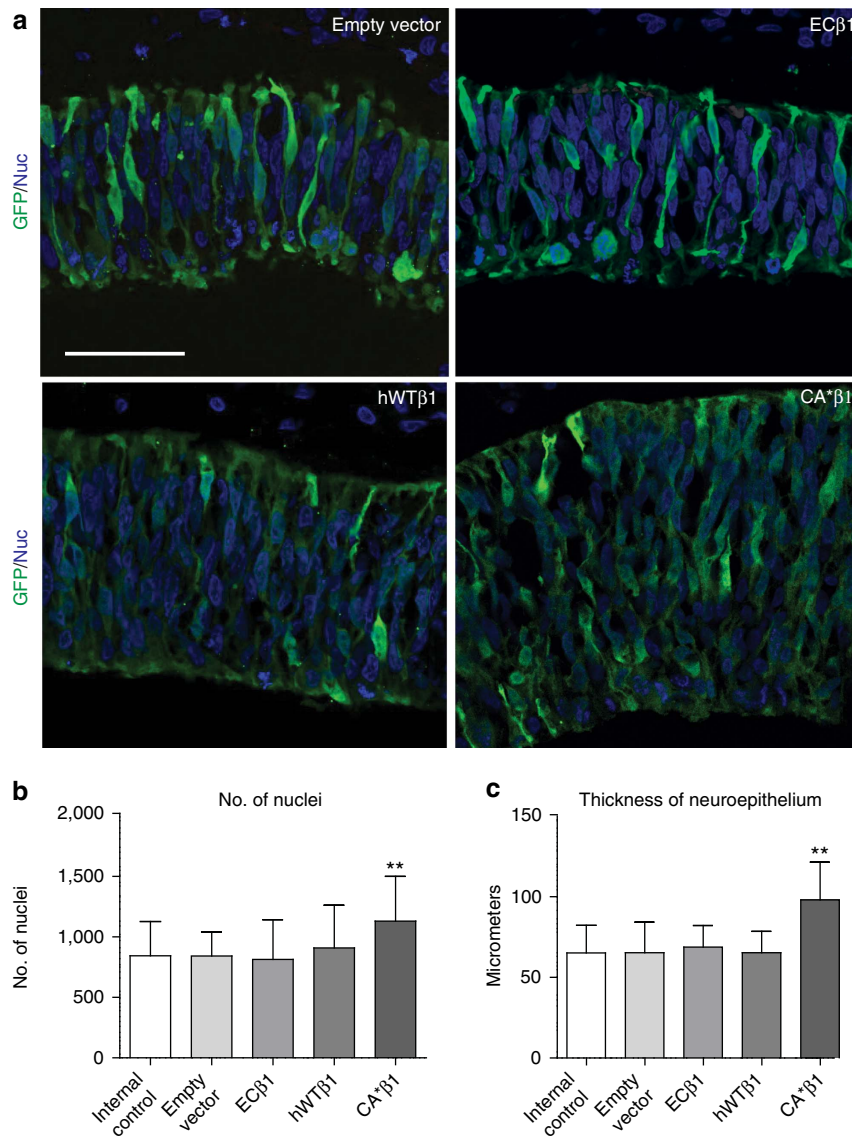 a
Empty vector
ECβ1
GFP/Nuc
hWTβ1
CA*β1
GFP/Nuc
b
No. of nuclei
No. of nuclei
2,000
1,500
1,000
500
0
**
Internal control
Empty vector
ECβ1
hWTβ1
CA*β1
c
Thickness of neuroepithelium
Micrometers
150
100
50
0
**
Internal control
Empty vector
ECβ1
hWTβ1
CA*β1